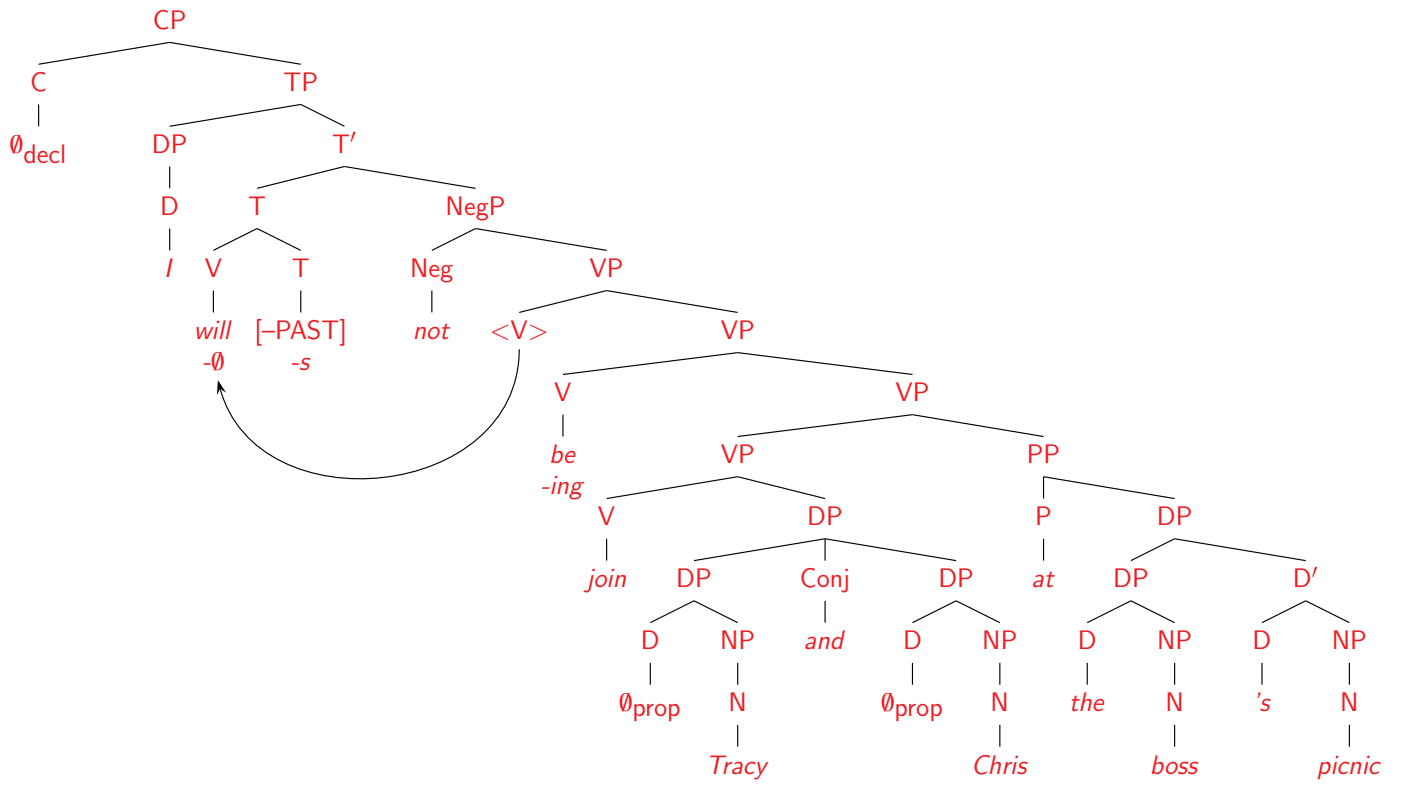 CP
C TP
∅decl DP T′
D T NegP
I V T Neg VP
will [–PAST] not <V> VP
-∅ -s
V VP
be VP PP
-ing
V DP P DP
join DP Conj DP at DP D′
D NP and D NP D NP D NP
∅prop N ∅prop N the N 's N
Tracy Chris boss picnic